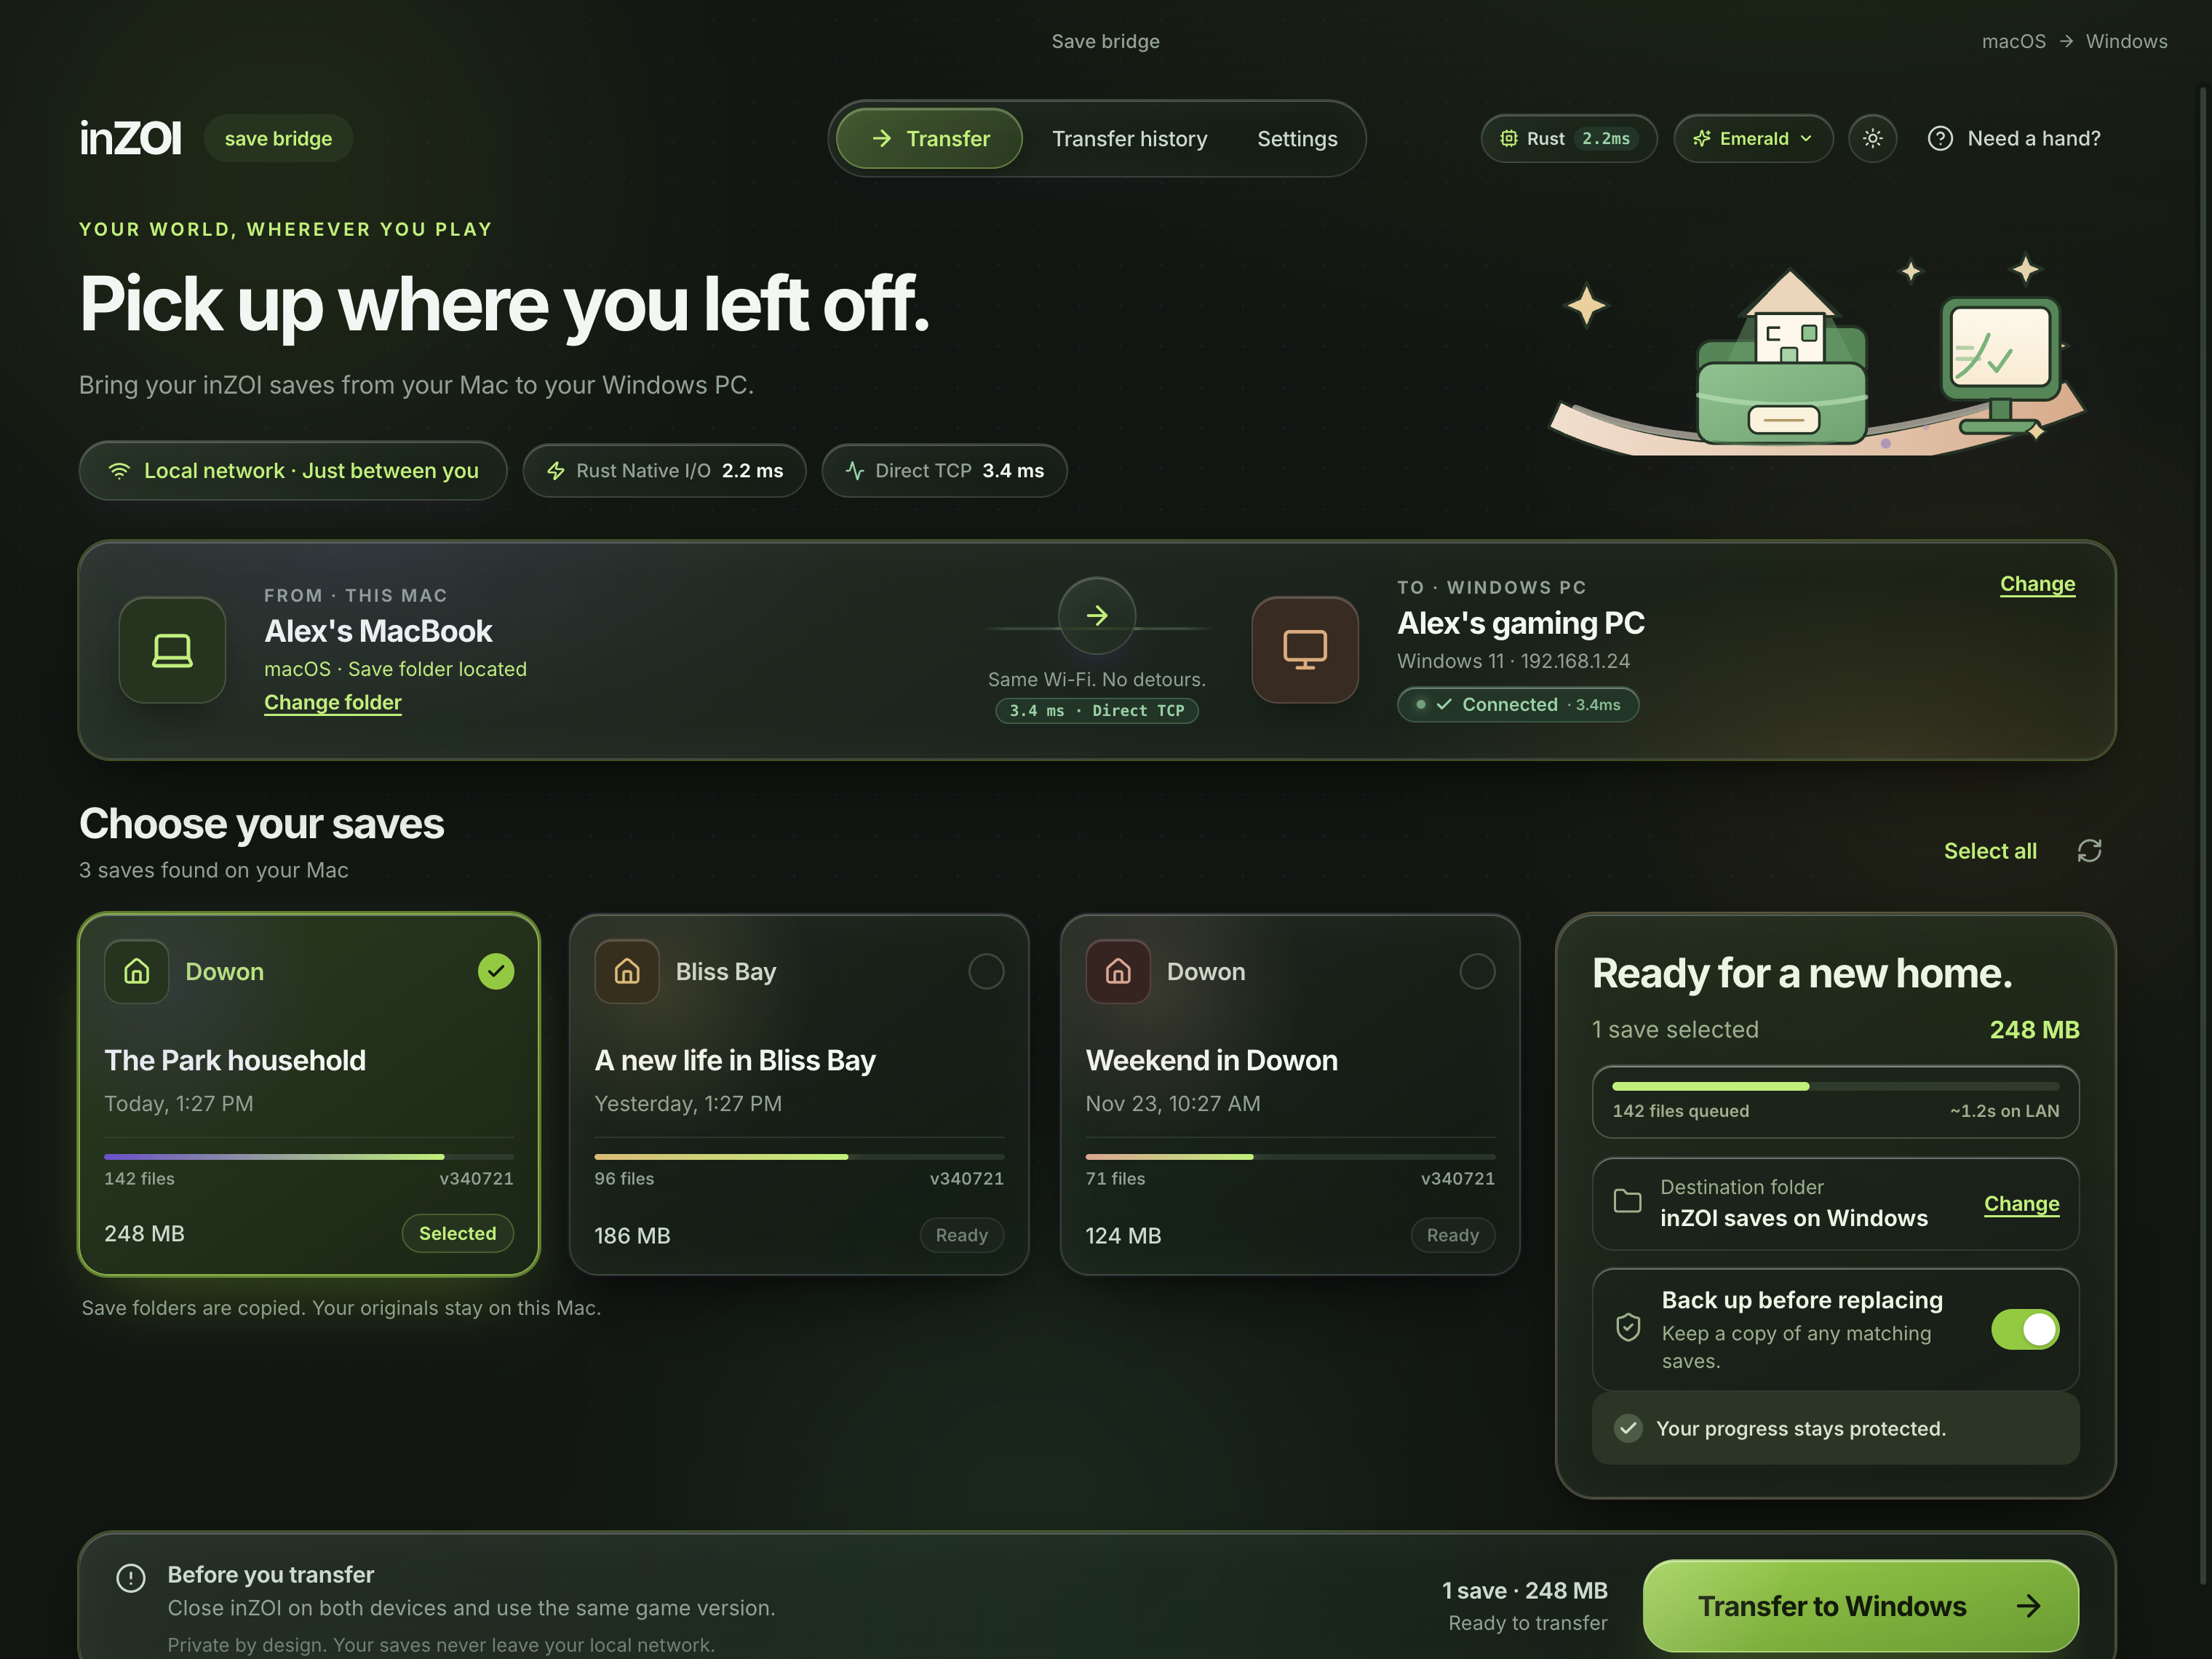 Save bridge
macOS → Windows
inZOI
save bridge
Transfer
Transfer history
Settings
Rust 2.2ms
Emerald
Need a hand?
YOUR WORLD, WHEREVER YOU PLAY
Pick up where you left off.
Bring your inZOI saves from your Mac to your Windows PC.
Local network · Just between you
Rust Native I/O 2.2 ms
Direct TCP 3.4 ms
FROM · THIS MAC
Alex's MacBook
macOS · Save folder located
Change folder
Same Wi-Fi. No detours.
3.4 ms · Direct TCP
TO · WINDOWS PC
Alex's gaming PC
Windows 11 · 192.168.1.24
Connected · 3.4ms
Change
Choose your saves
3 saves found on your Mac
Select all
Dowon
The Park household
Today, 1:27 PM
142 files
v340721
248 MB
Selected
Bliss Bay
A new life in Bliss Bay
Yesterday, 1:27 PM
96 files
v340721
186 MB
Ready
Dowon
Weekend in Dowon
Nov 23, 10:27 AM
71 files
v340721
124 MB
Ready
Save folders are copied. Your originals stay on this Mac.
Ready for a new home.
1 save selected
248 MB
142 files queued
~1.2s on LAN
Destination folder
inZOI saves on Windows
Change
Back up before replacing
Keep a copy of any matching
saves.
Your progress stays protected.
Before you transfer
Close inZOI on both devices and use the same game version.
Private by design. Your saves never leave your local network.
1 save · 248 MB
Ready to transfer
Transfer to Windows